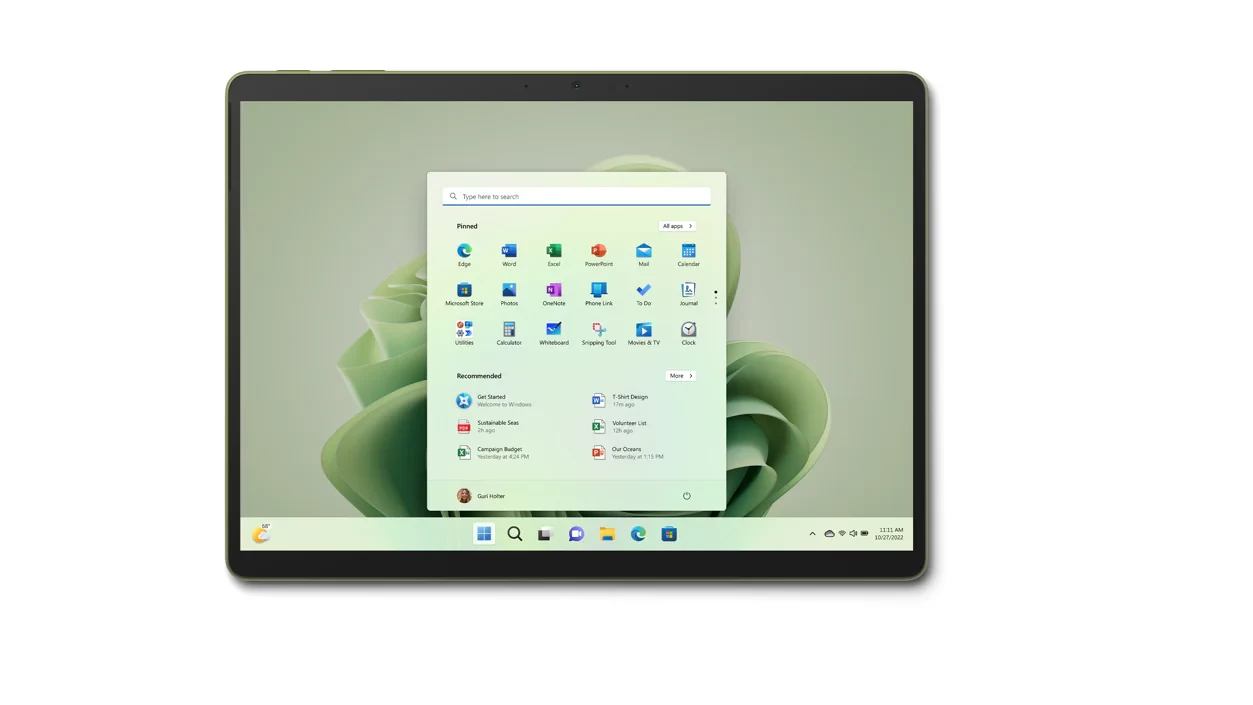 Type here to search
Pinned
All apps
Edge
Word
Excel
PowerPoint
Mail
Calendar
Microsoft Store
Photos
OneNote
Phone Link
To Do
Journal
Utilities
Calculator
Whiteboard
Snipping Tool
Movies & TV
Clock
Recommended
More
Get Started
Welcome to Windows
T-Shirt Design
17m ago
Sustainable Seas
2h ago
Volunteer List
12h ago
Campaign Budget
Yesterday at 4:24 PM
Our Oceans
Yesterday at 1:15 PM
Guri Holter
68°
11:11 AM
10/27/2022